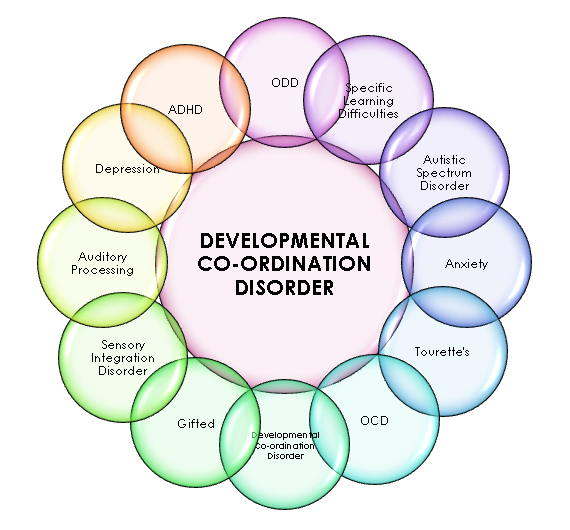 ODD
Specific
Learning
Difficulties
Autistic
Spectrum
Disorder
Anxiety
Tourette's
OCD
Developmental
Co-ordination
Disorder
Gifted
Sensory
Integration
Disorder
Auditory
Processing
Depression
ADHD
DEVELOPMENTAL
CO-ORDINATION
DISORDER